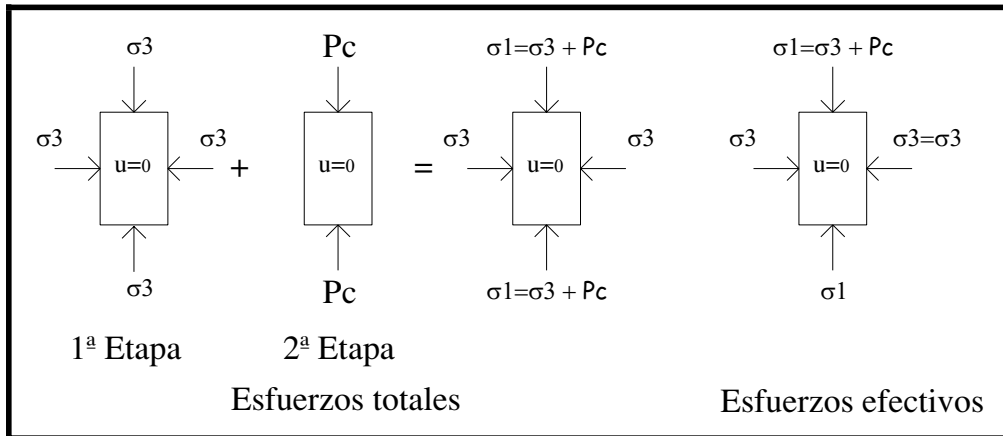 σ3
Pc
σ1=σ3 + Pc
σ1=σ3 + Pc
σ3
σ3
σ3
σ3
σ3
σ3=σ3
u=0
+
u=0
=
u=0
u=0
σ3
Pc
σ1=σ3 + Pc
σ1
1ª Etapa
2ª Etapa
Esfuerzos totales
Esfuerzos efectivos